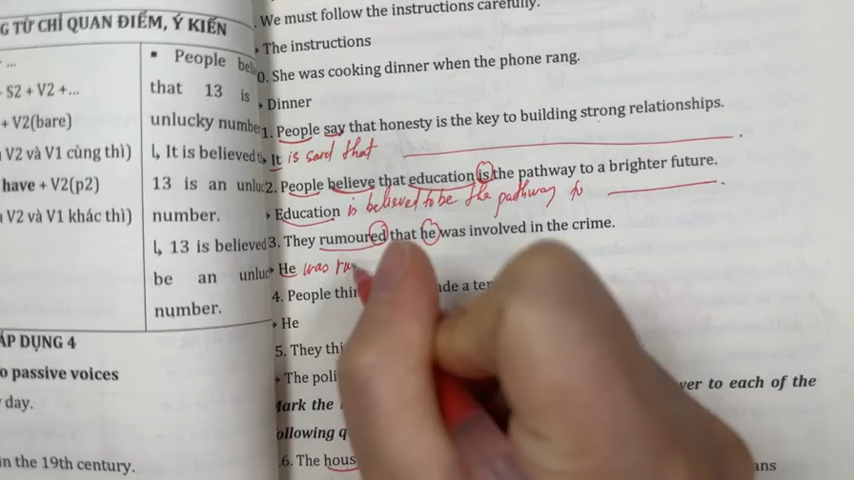 G TỪ CHỈ QUAN ĐIỂM, Ý KIẾN
...
S2 + V2 +...
+ V2(bare)
V2 và V1 cùng thì)
have + V2(p2)
V2 và V1 khác thì)
▪ People
that 13 is
unlucky numbe
↳ It is believed
13 is an unlu
number.
↳ 13 is believed
be an unlu
number.
ÁP DỤNG 4
o passive voices
day.
in the 19th century.
. We must follow the instructions carefully.
The instructions
0. She was cooking dinner when the phone rang.
Dinner
1. People say that honesty is the key to building strong relationships.
It is said that
2. People believe that education is the pathway to a brighter future.
Education is believed to be the pathway to
3. They rumoured that he was involved in the crime.
He was ru
4. People thin ade a ter
He
5. They thi
The poli
Mark the ver to each of the
ollowing q
6. The hous ans